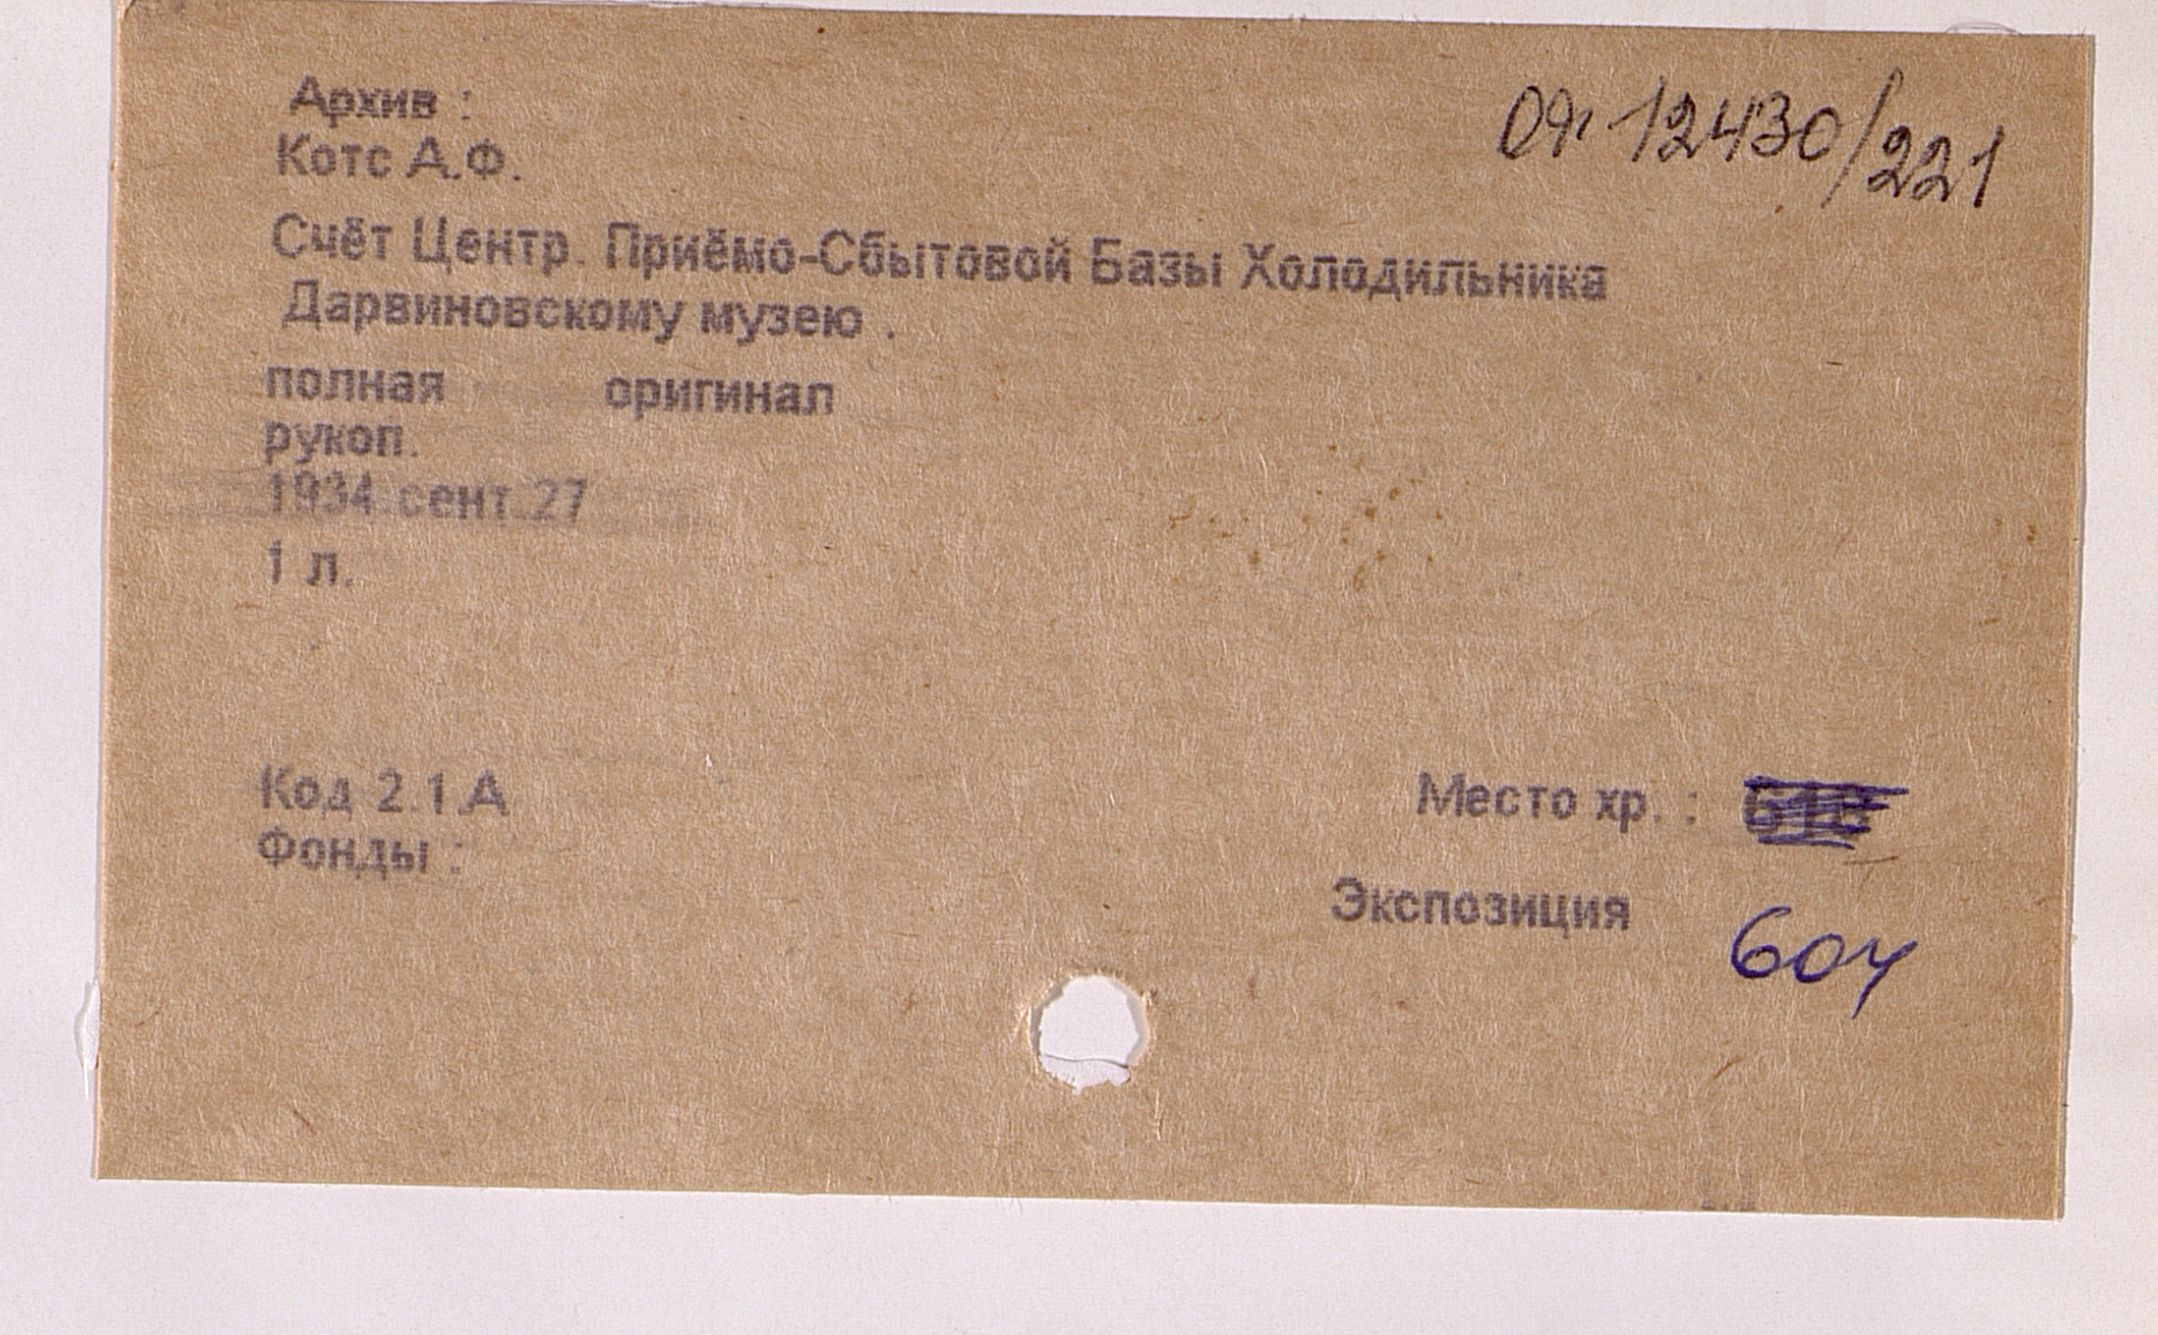 Архив :
ОФ 12430/221
Котс А.Ф.
Счёт Центр. Приёмо-Сбытовой Базы Холодильника
Дарвиновскому музею .
полная оригинал
рукоп.
1934 сент.27
1 л.
Код 2.1.А
Место хр. :
Фонды :
Экспозиция
604